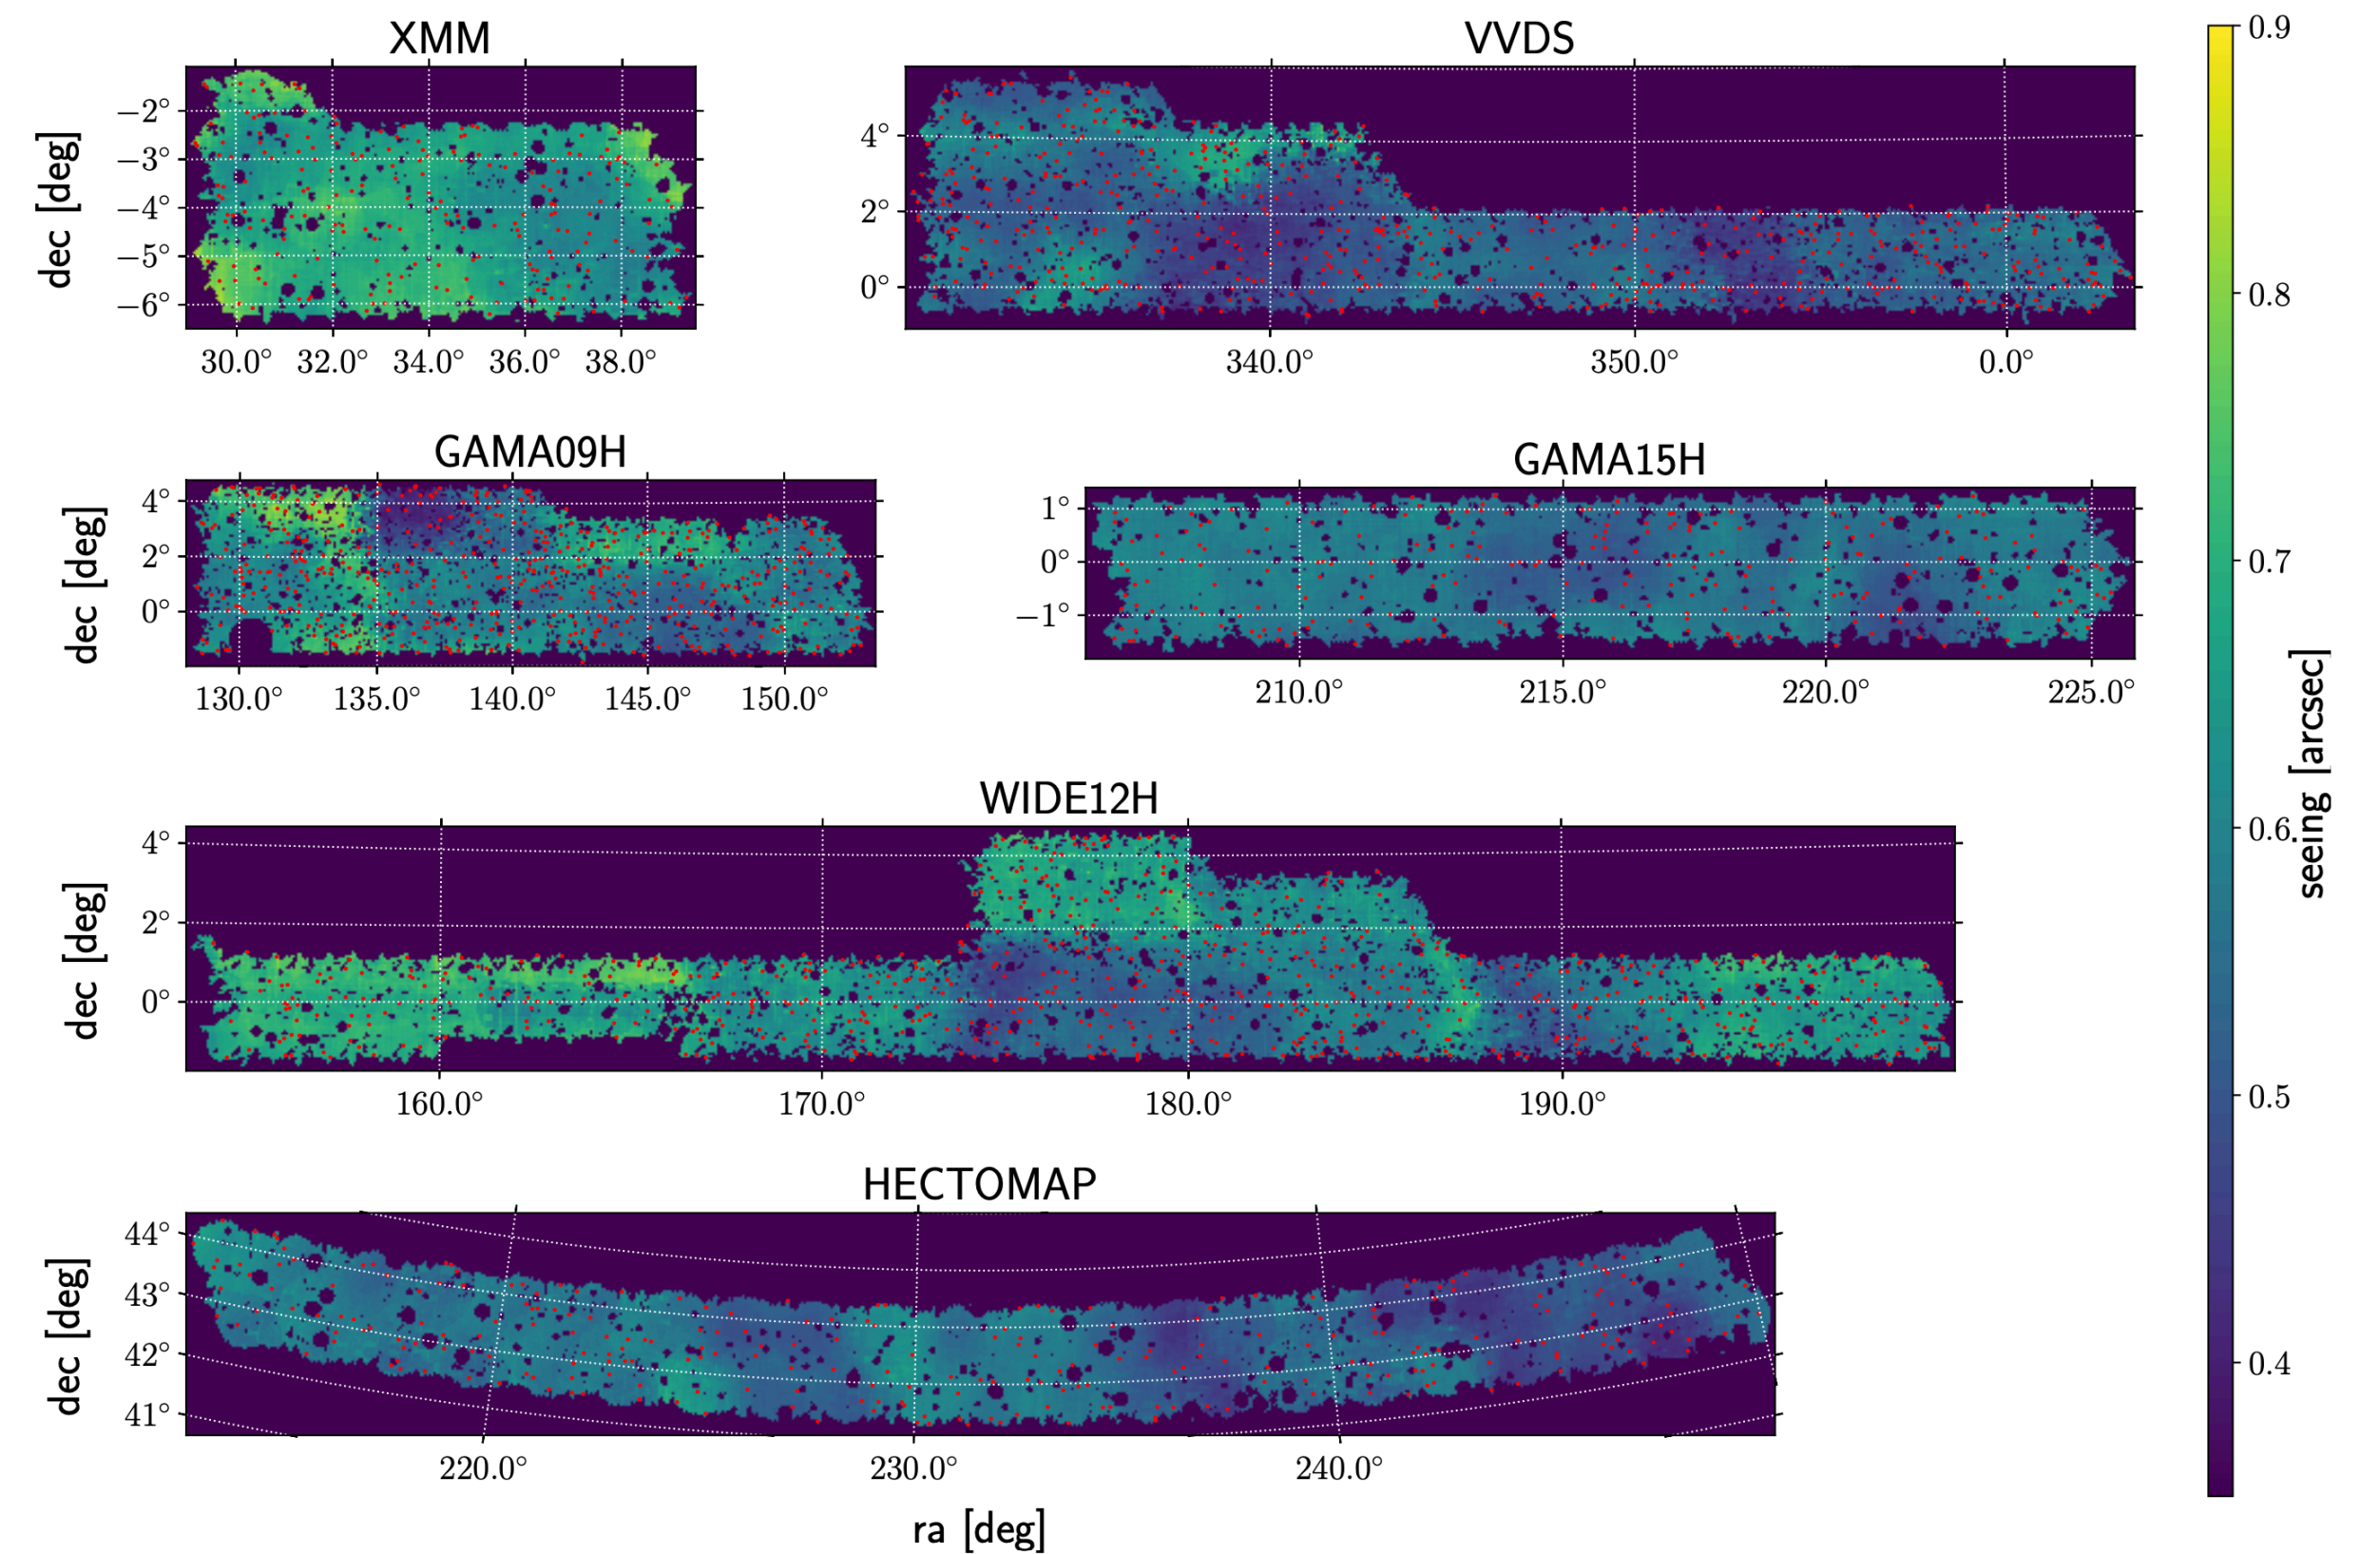 XMM
dec [deg]
−2°
−3°
−4°
−5°
−6°
30.0° 32.0° 34.0° 36.0° 38.0°
VVDS
4°
2°
0°
340.0° 350.0° 0.0°
GAMA09H
dec [deg]
4°
2°
0°
130.0° 135.0° 140.0° 145.0° 150.0°
GAMA15H
1°
0°
−1°
210.0° 215.0° 220.0° 225.0°
WIDE12H
dec [deg]
4°
2°
0°
160.0° 170.0° 180.0° 190.0°
HECTOMAP
dec [deg]
44°
43°
42°
41°
220.0° 230.0° 240.0°
ra [deg]
0.9
0.8
0.7
0.6
0.5
0.4
seeing [arcsec]